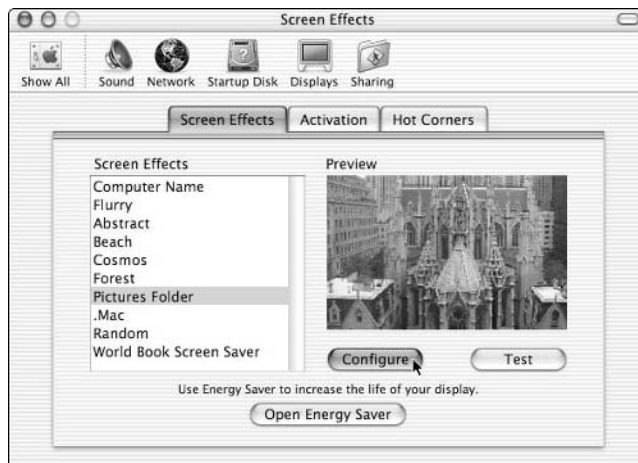 Screen Effects
Show All Sound Network Startup Disk Displays Sharing
Screen Effects Activation Hot Corners
Screen Effects
Preview
Computer Name
Flurry
Abstract
Beach
Cosmos
Forest
Pictures Folder
.Mac
Random
World Book Screen Saver
Configure
Test
Use Energy Saver to increase the life of your display.
Open Energy Saver